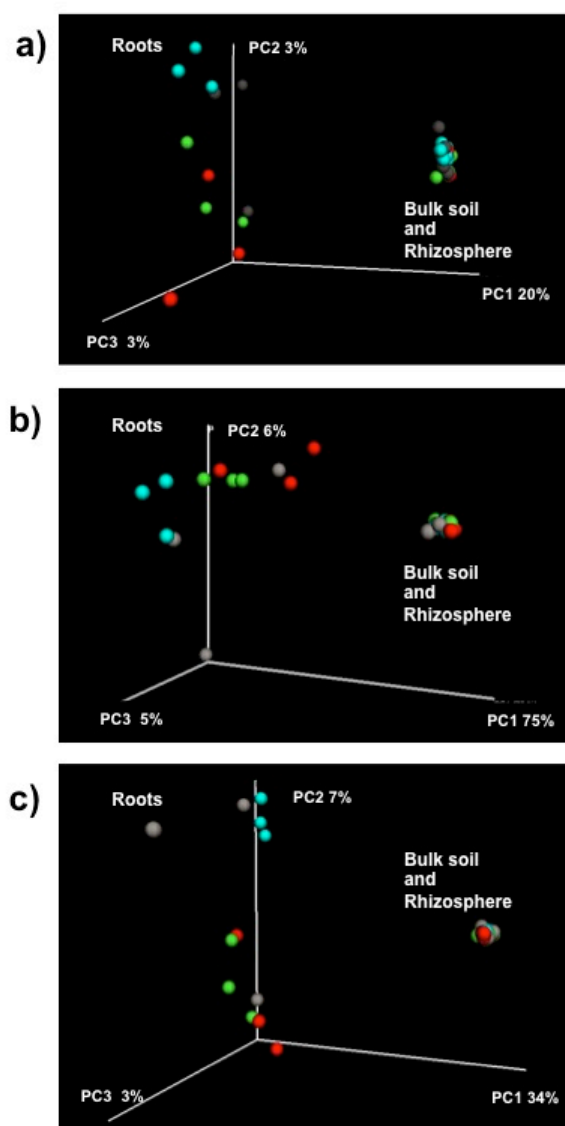 a)
Roots
PC2 3%
Bulk soil
and
Rhizosphere
PC1 20%
PC3 3%
b)
Roots
PC2 6%
Bulk soil
and
Rhizosphere
PC3 5%
PC1 75%
c)
Roots
PC2 7%
Bulk soil
and
Rhizosphere
PC3 3%
PC1 34%